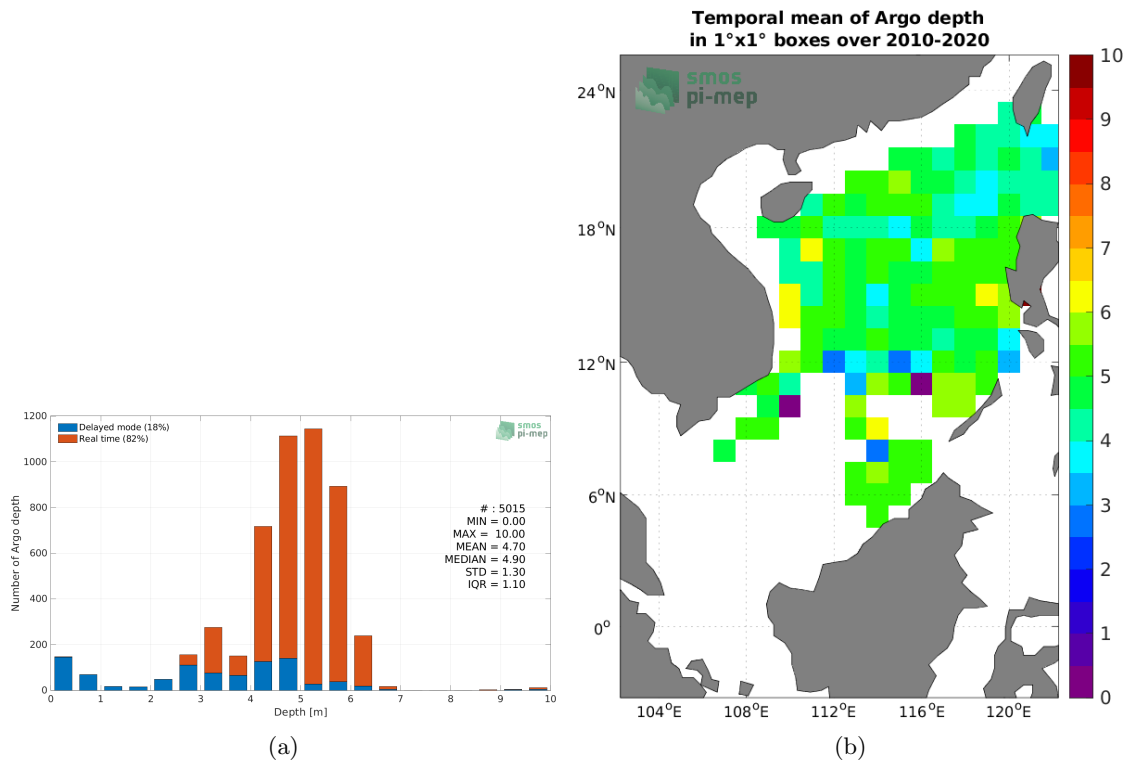 1200
1000
800
600
400
200
0
Number of Argo depth
Delayed mode (18%)
Real time (82%)
smos
pi-mep
# : 5015
MIN = 0.00
MAX = 10.00
MEAN = 4.70
MEDIAN = 4.90
STD = 1.30
IQR = 1.10
0 1 2 3 4 5 6 7 8 9 10
Depth [m]
(a)
Temporal mean of Argo depth
in 1°x1° boxes over 2010-2020
smos
pi-mep
24°N
18°N
12°N
6°N
0°
104°E 108°E 112°E 116°E 120°E
10
9
8
7
6
5
4
3
2
1
0
(b)